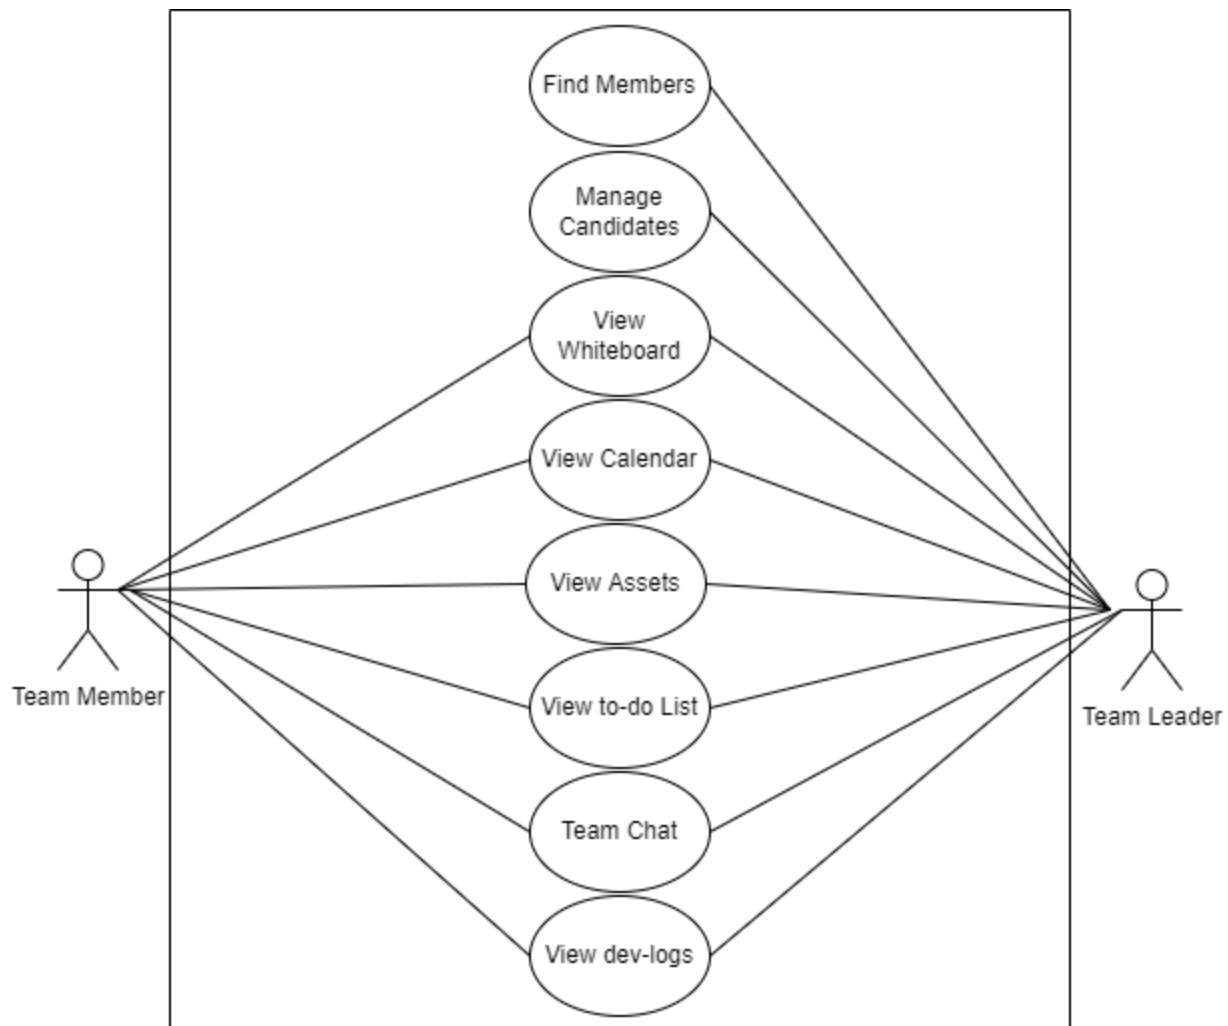 Find Members
Manage
Candidates
View
Whiteboard
View Calendar
View Assets
View to-do List
Team Chat
View dev-logs
Team Member
Team Leader